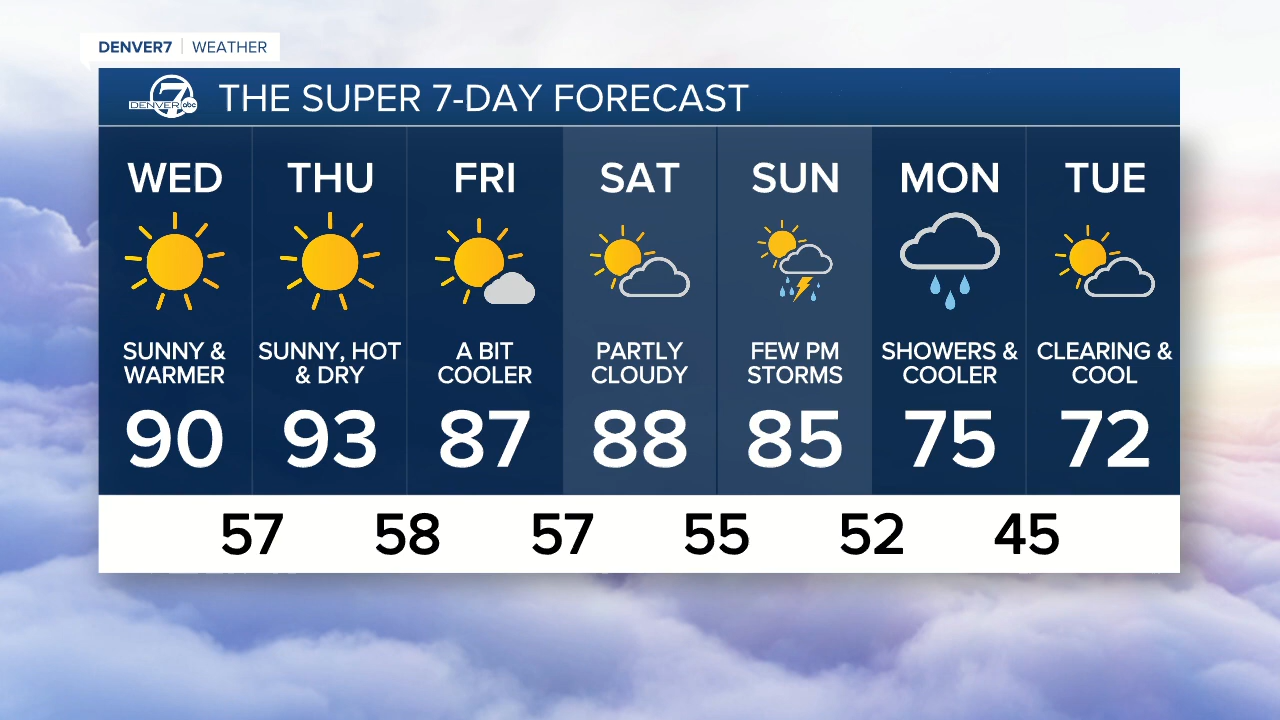 DENVER7 | WEATHER
7
DENVER abc
THE SUPER 7-DAY FORECAST
WED THU FRI SAT SUN MON TUE
SUNNY & SUNNY, HOT A BIT PARTLY FEW PM SHOWERS & CLEARING &
WARMER & DRY COOLER CLOUDY STORMS COOLER COOL
90 93 87 88 85 75 72
57 58 57 55 52 45